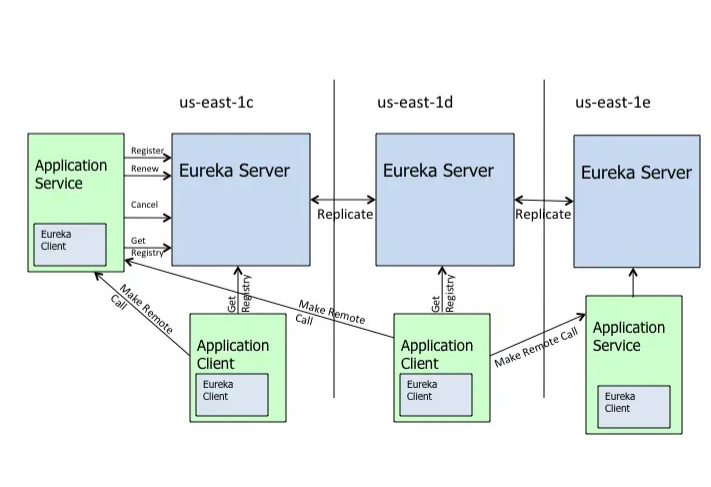 us-east-1c
us-east-1d
us-east-1e
Application
Service
Eureka
Client
Register
Renew
Cancel
Get
Registry
Eureka Server
Replicate
Eureka Server
Replicate
Eureka Server
Make Remote
Call
Get
Registry
Make Remote
Call
Get
Registry
Make Remote Call
Application
Client
Eureka
Client
Application
Client
Eureka
Client
Application
Service
Eureka
Client